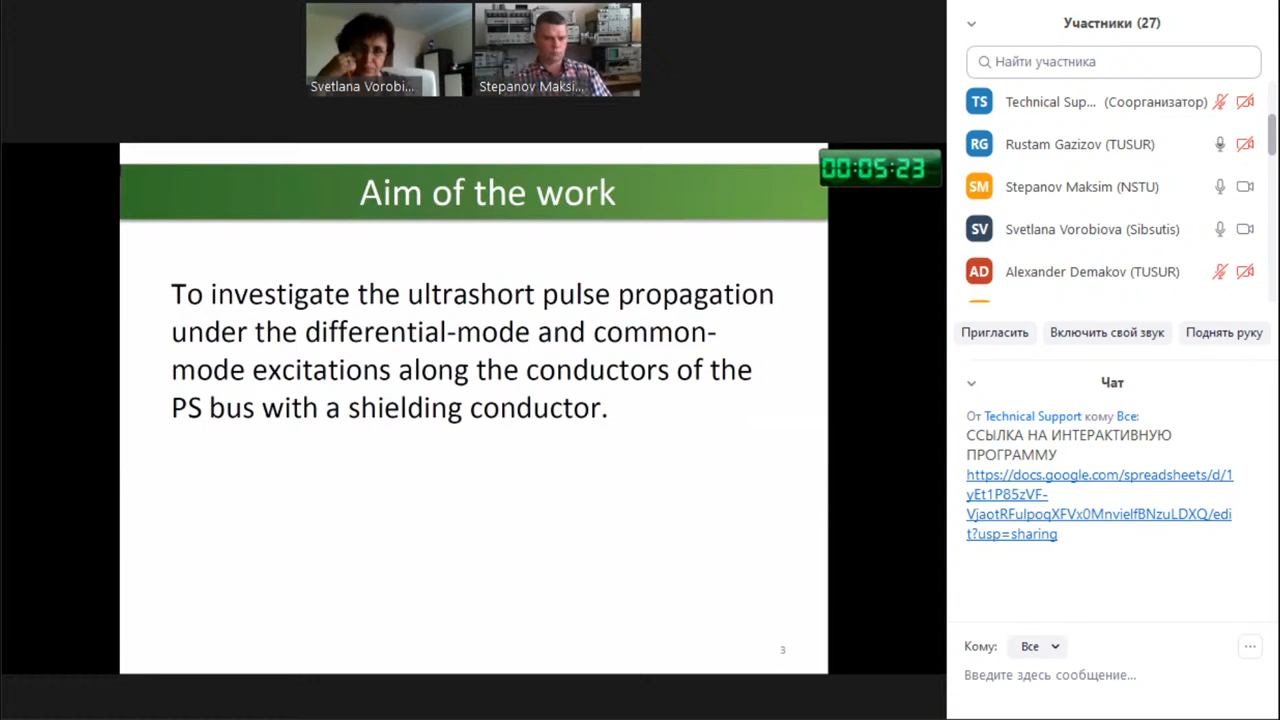 Svetlana Vorobi...
Stepanov Maksi...
00:05:23
Aim of the work
To investigate the ultrashort pulse propagation
under the differential-mode and common-
mode excitations along the conductors of the
PS bus with a shielding conductor.
3
Участники (27)
Найти участника
TS Technical Sup... (Соорганизатор)
RG Rustam Gazizov (TUSUR)
SM Stepanov Maksim (NSTU)
SV Svetlana Vorobiova (Sibsutis)
AD Alexander Demakov (TUSUR)
Пригласить Включить свой звук Поднять руку
Чат
От Technical Support кому Все:
ССЫЛКА НА ИНТЕРАКТИВНУЮ
ПРОГРАММУ
https://docs.google.com/spreadsheets/d/1
yEt1P85zVF-
VjaotRFulpoqXFVx0MnvielfBNzuLDXQ/edi
t?usp=sharing
Кому: Все
Введите здесь сообщение...